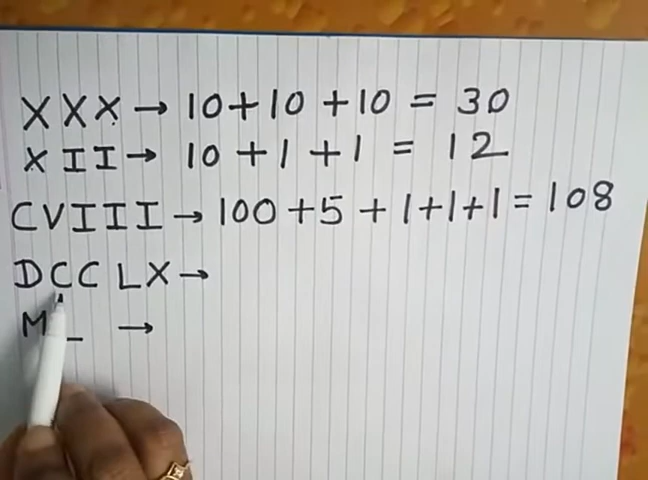 XXX → 10+10+10 = 30
XII → 10+1+1 = 12
CVIII → 100+5+1+1+1=108
DCCLX →
M →